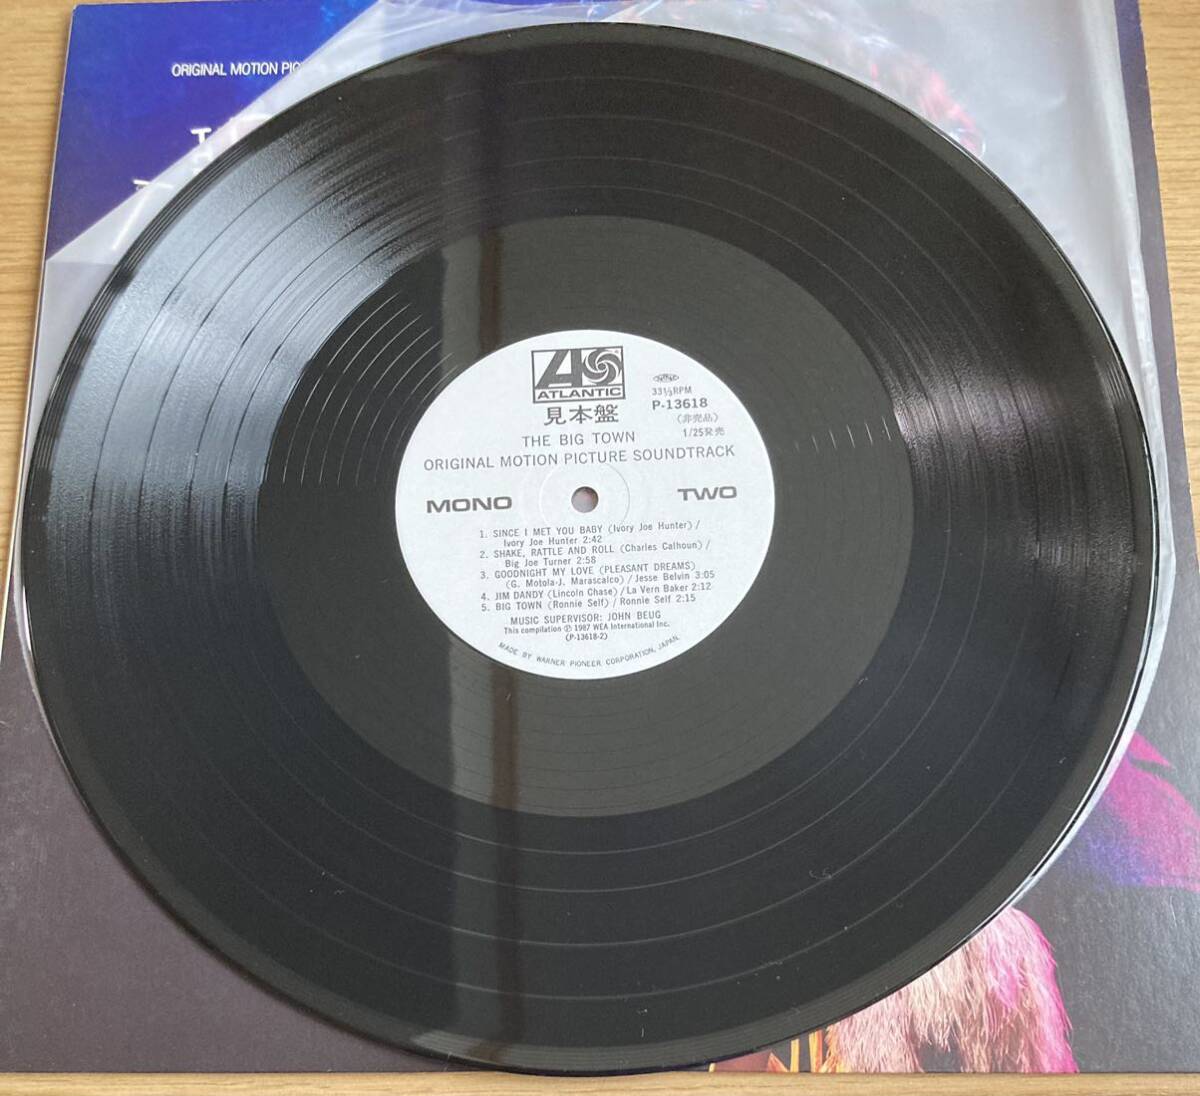 ORIGINAL MOTION PIC
ATLANTIC
見本盤
33⅓RPM
P-13618
(非売品)
1/25発売
THE BIG TOWN
ORIGINAL MOTION PICTURE SOUNDTRACK
MONO
TWO
1. SINCE I MET YOU BABY (Ivory Joe Hunter) /
Ivory Joe Hunter 2:42
2. SHAKE, RATTLE AND ROLL (Charles Calhoun) /
Big Joe Turner 2:58
3. GOODNIGHT MY LOVE (PLEASANT DREAMS)
(G. Motola-J. Marascalco) / Jesse Belvin 3:05
4. JIM DANDY (Lincoln Chase) / La Vern Baker 2:12
5. BIG TOWN (Ronnie Self) / Ronnie Self 2:15
MUSIC SUPERVISOR: JOHN BEUG
This compilation ℗ 1987 WEA International Inc.
(P-13618-2)
MADE BY WARNER PIONEER CORPORATION, JAPAN.